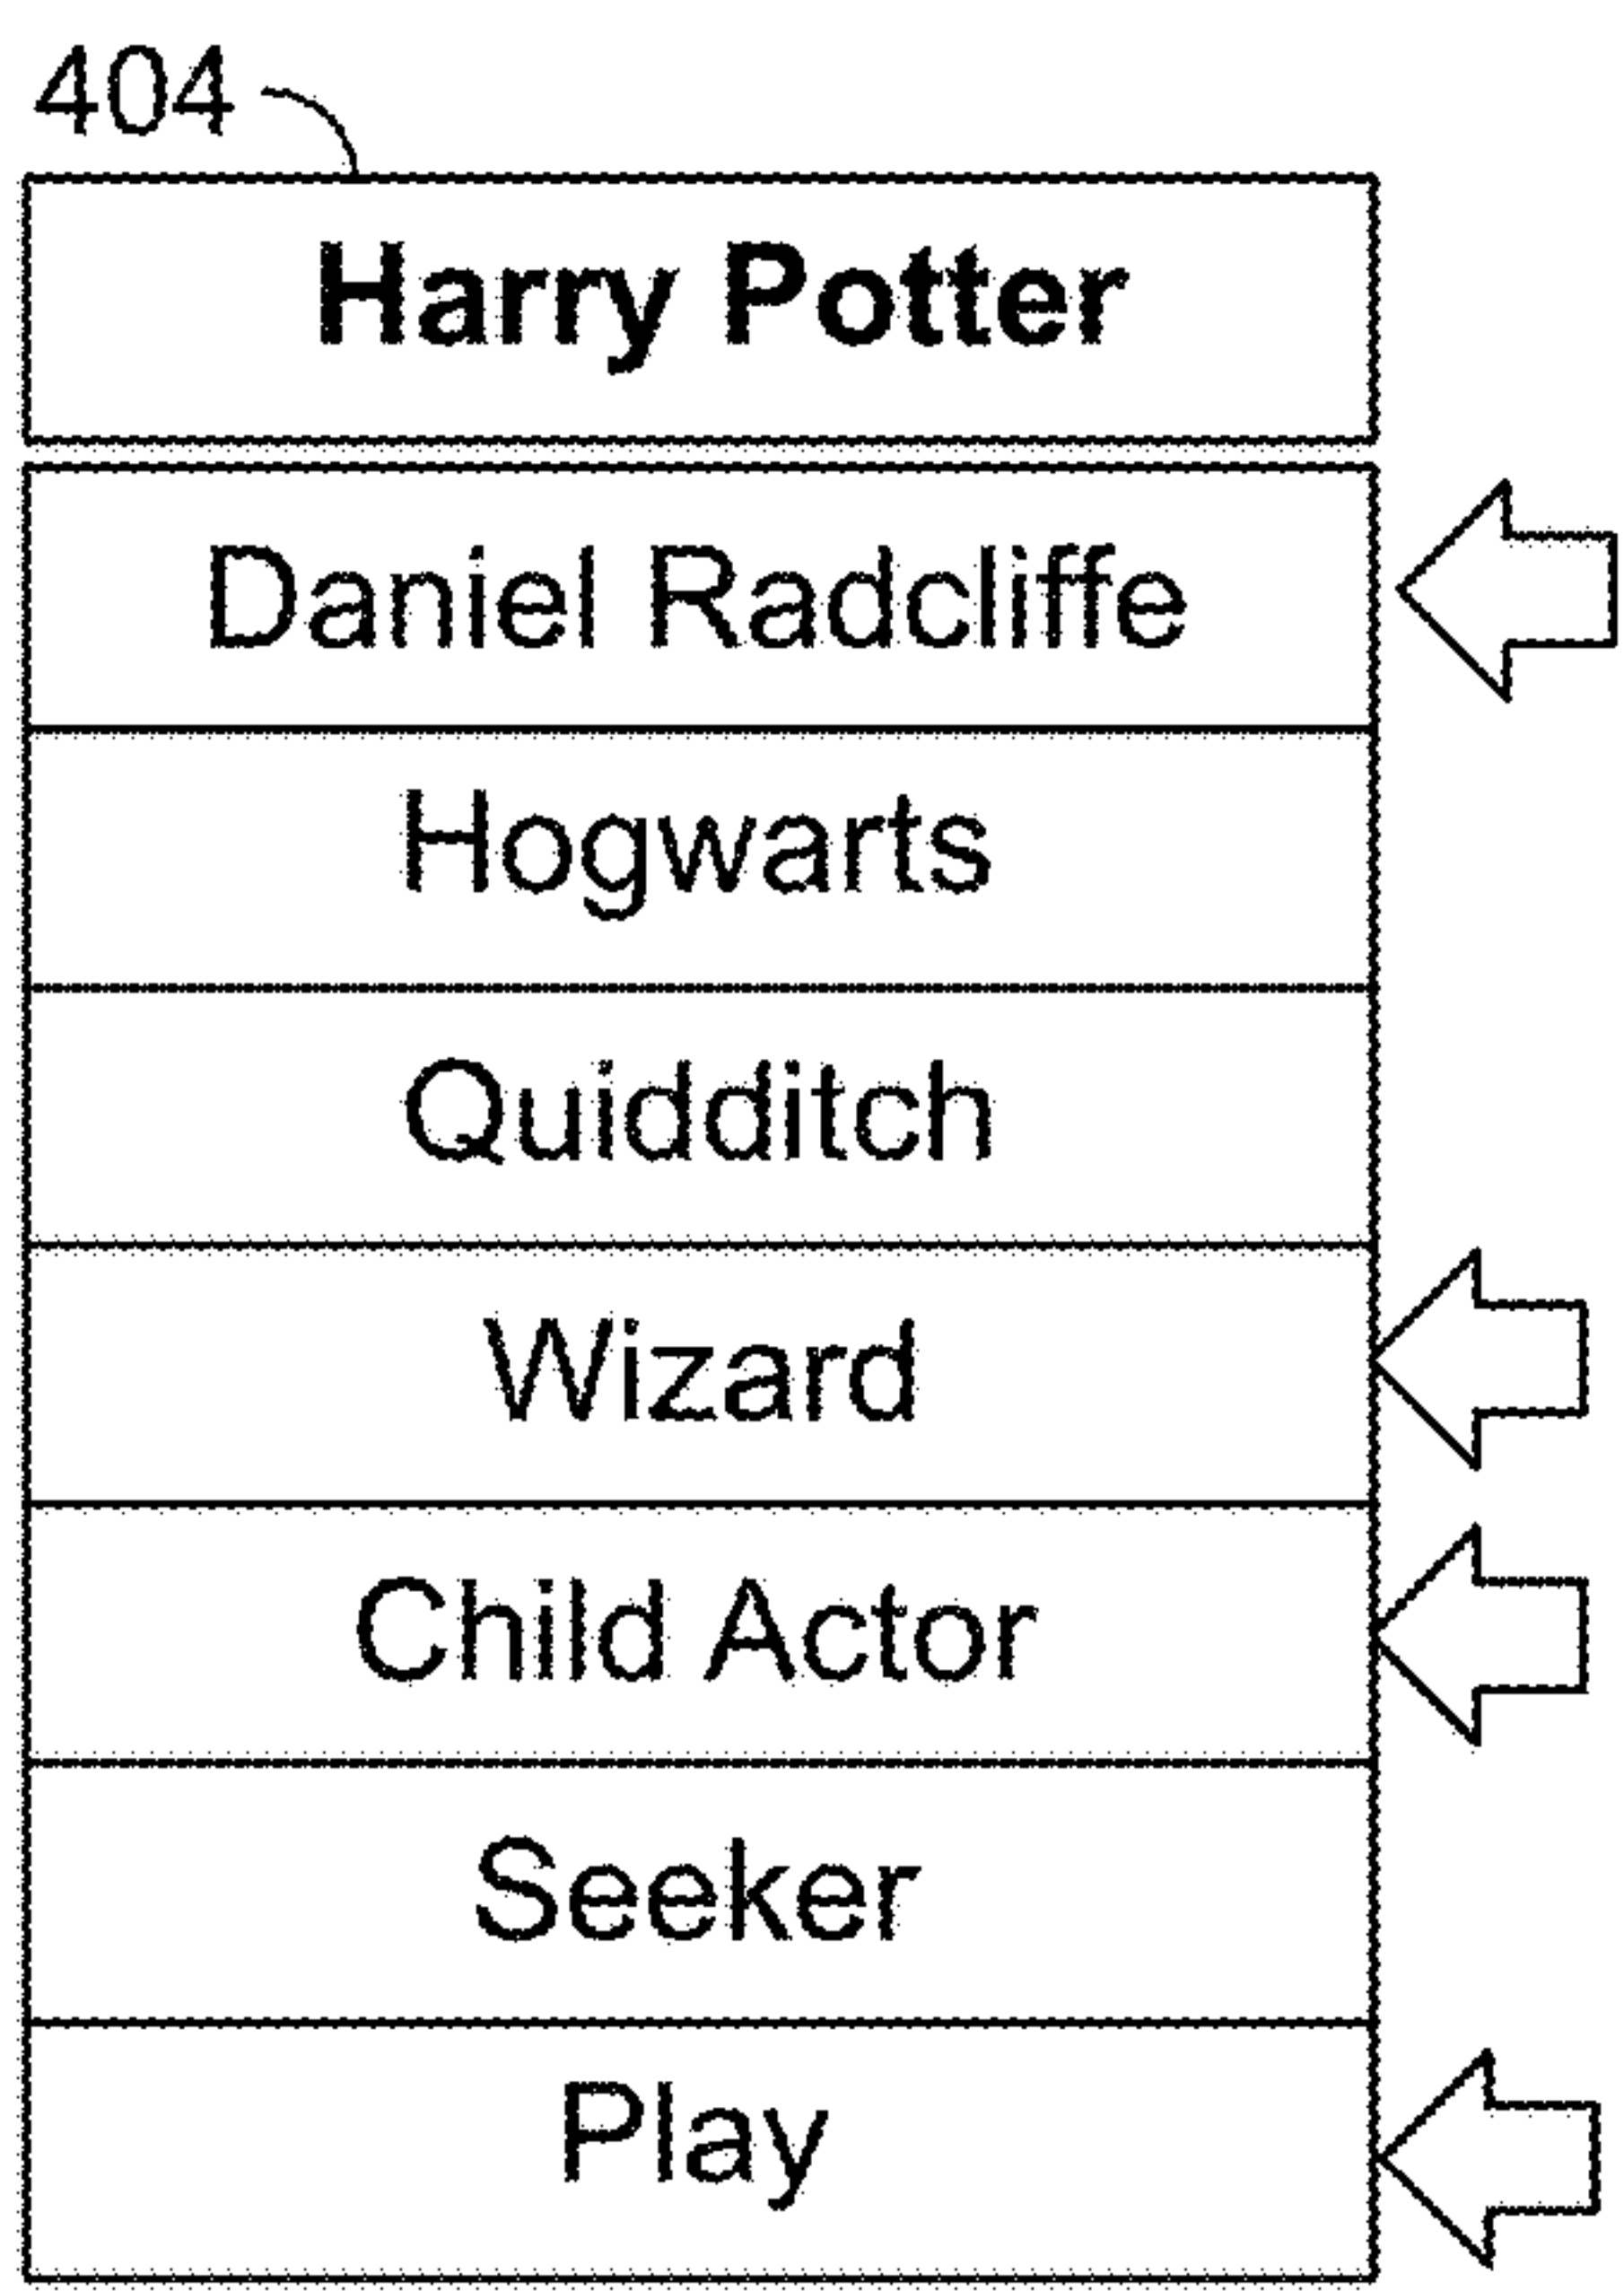 404
Harry Potter
Daniel Radcliffe
Hogwarts
Quidditch
Wizard
Child Actor
Seeker
Play